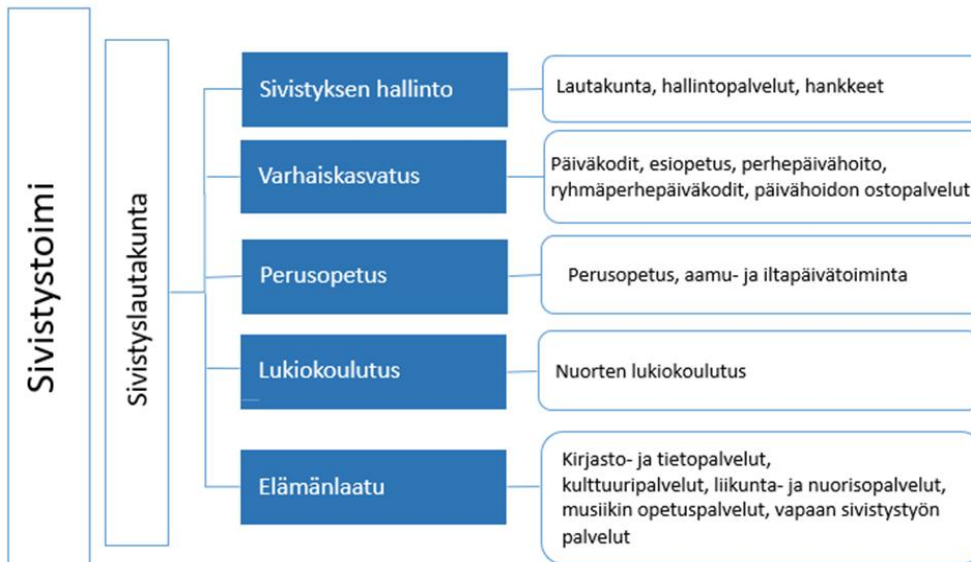 Sivistystoimi
Sivistyslautakunta
Sivistyksen hallinto
Lautakunta, hallintopalvelut, hankkeet
Varhaiskasvatus
Päiväkodit, esiopetus, perhepäivähoito,
ryhmäperhepäiväkodit, päivähoidon ostopalvelut
Perusopetus
Perusopetus, aamu- ja iltapäivätoiminta
Lukiokoulutus
Nuorten lukiokoulutus
Elämänlaatu
Kirjasto- ja tietopalvelut,
kulttuuripalvelut, liikunta- ja nuorisopalvelut,
musiikin opetuspalvelut, vapaan sivistystyön
palvelut